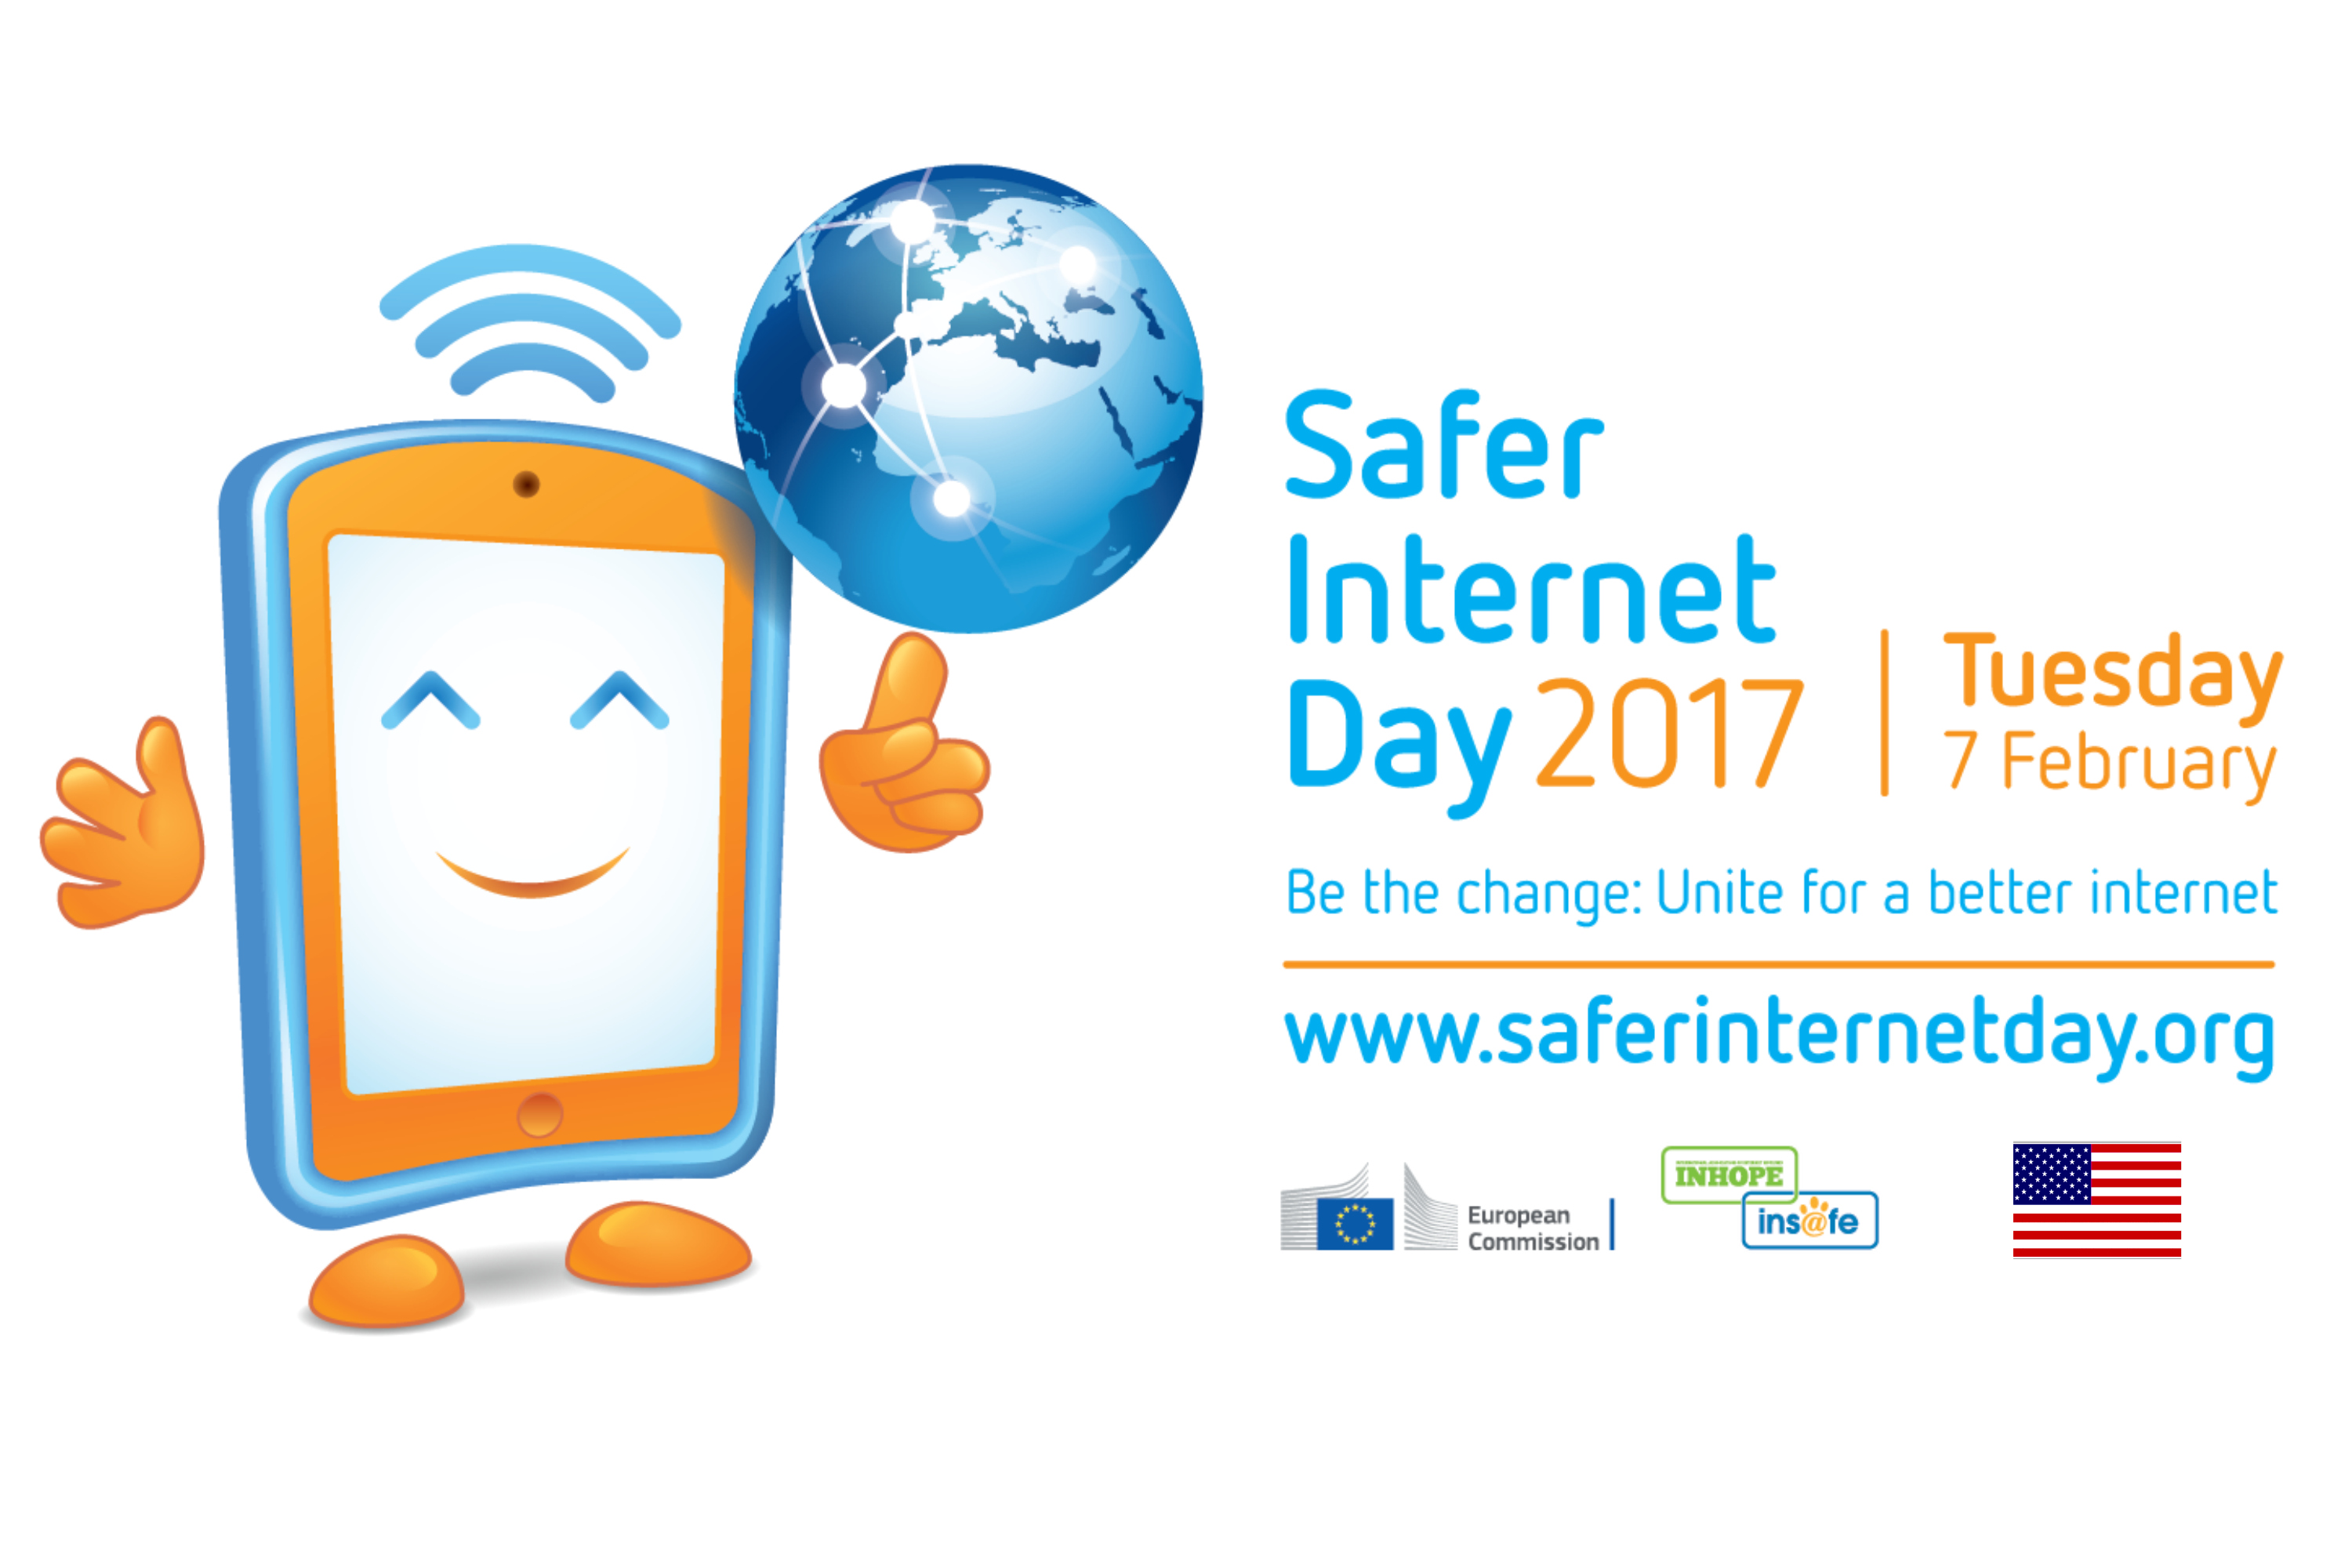 Safer
Internet
Day 2017
Tuesday
7 February
Be the change: Unite for a better internet
www.saferinternetday.org
European
Commission
INHOPE
ins@fe